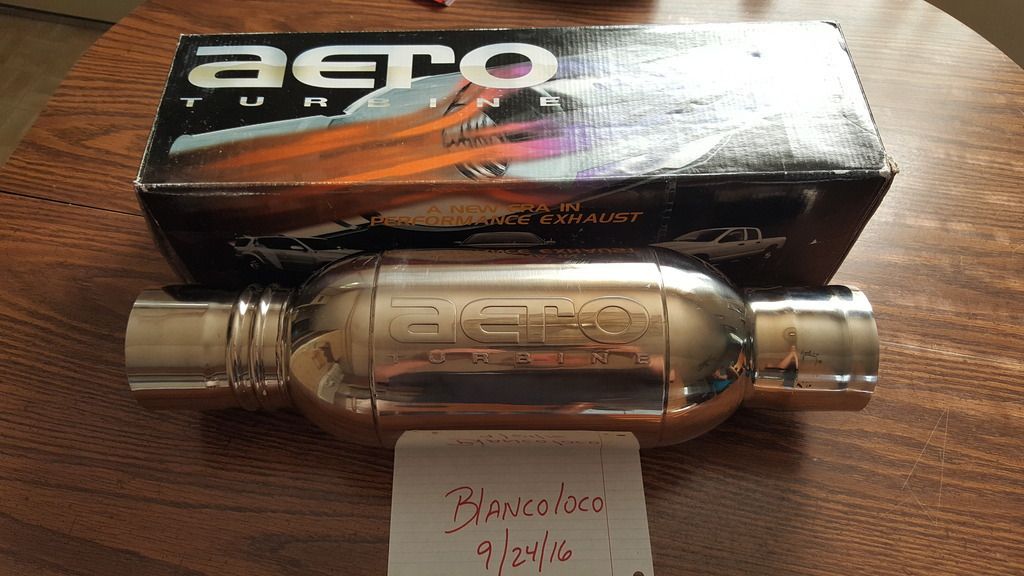 aero
TURBINE
A NEW ERA IN
PERFORMANCE EXHAUST
aero
TURBINE
BLANCOlOCO
9/24/16